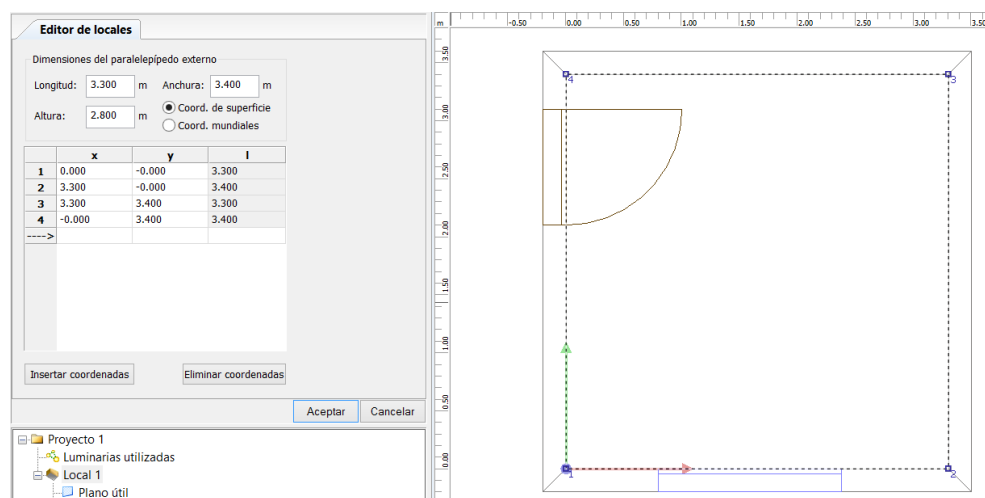 Editor de locales
Dimensiones del paralelepípedo externo
Longitud: 3.300 m Anchura: 3.400 m
Altura: 2.800 m Coord. de superficie
Coord. mundiales
x y l
1 0.000 -0.000 3.300
2 3.300 -0.000 3.400
3 3.300 3.400 3.300
4 -0.000 3.400 3.400
---->
Insertar coordenadas Eliminar coordenadas
Aceptar Cancelar
Proyecto 1
Luminarias utilizadas
Local 1
Plano útil
m -0.50 0.00 0.50 1.00 1.50 2.00 2.50 3.00 3.50
3.50
3.00
2.50
2.00
1.50
1.00
0.50
0.00
4 3
1 2